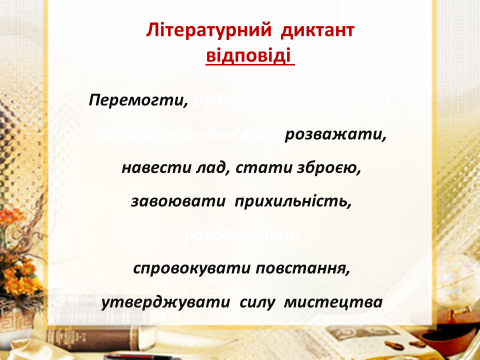 Літературний диктант
відповіді
Перемогти, руйнувати,
забути про обов'язки, розважати,
навести лад, стати зброєю,
завоювати прихильність,
розбагатіти,
спровокувати повстання,
утверджувати силу мистецтва